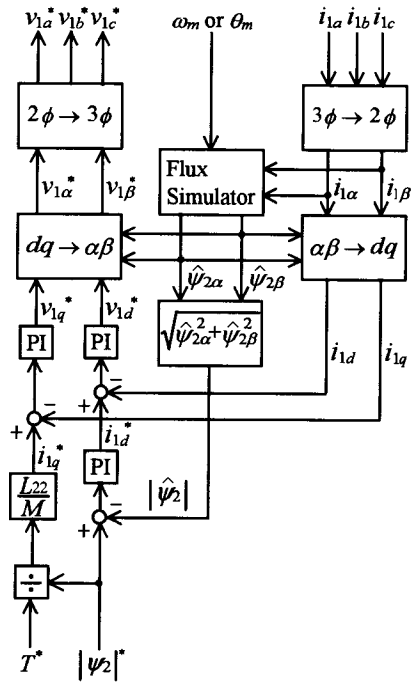 v₁ₐ* v₁b* v₁c*
ωₘ or θₘ
i₁ₐ i₁b i₁c
2ϕ → 3ϕ
3ϕ → 2ϕ
Flux
Simulator
v₁α* v₁β*
i₁α i₁β
dq → αβ
αβ → dq
ψ̂₂α ψ̂₂β
v₁q* v₁d*
√(ψ̂₂α² + ψ̂₂β²)
PI PI
i₁d i₁q
+ −
+ −
i₁q* i₁d*
PI
L₂₂/M
|ψ̂₂|
+ −
÷
T* |ψ₂|*